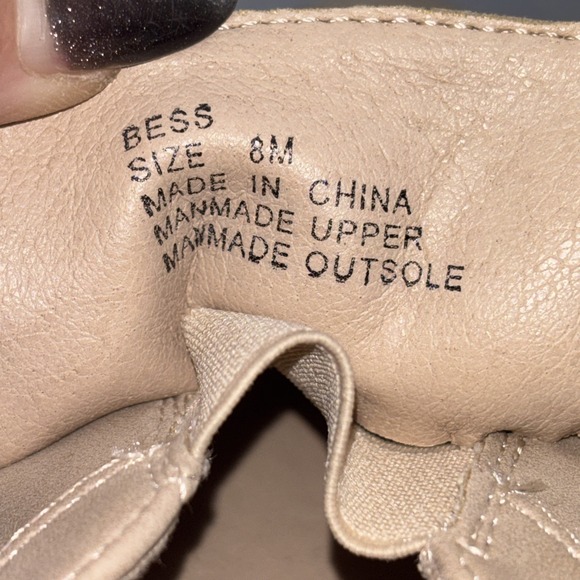 BESS
SIZE 8M
MADE IN CHINA
MANMADE UPPER
MANMADE OUTSOLE